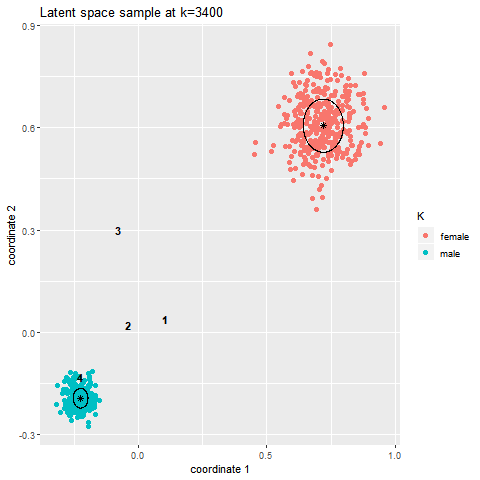 Latent space sample at k=3400
0.9
0.6
0.3
0.0
-0.3
coordinate 2
3
2
1
4
0.0
0.5
1.0
coordinate 1
K
female
male